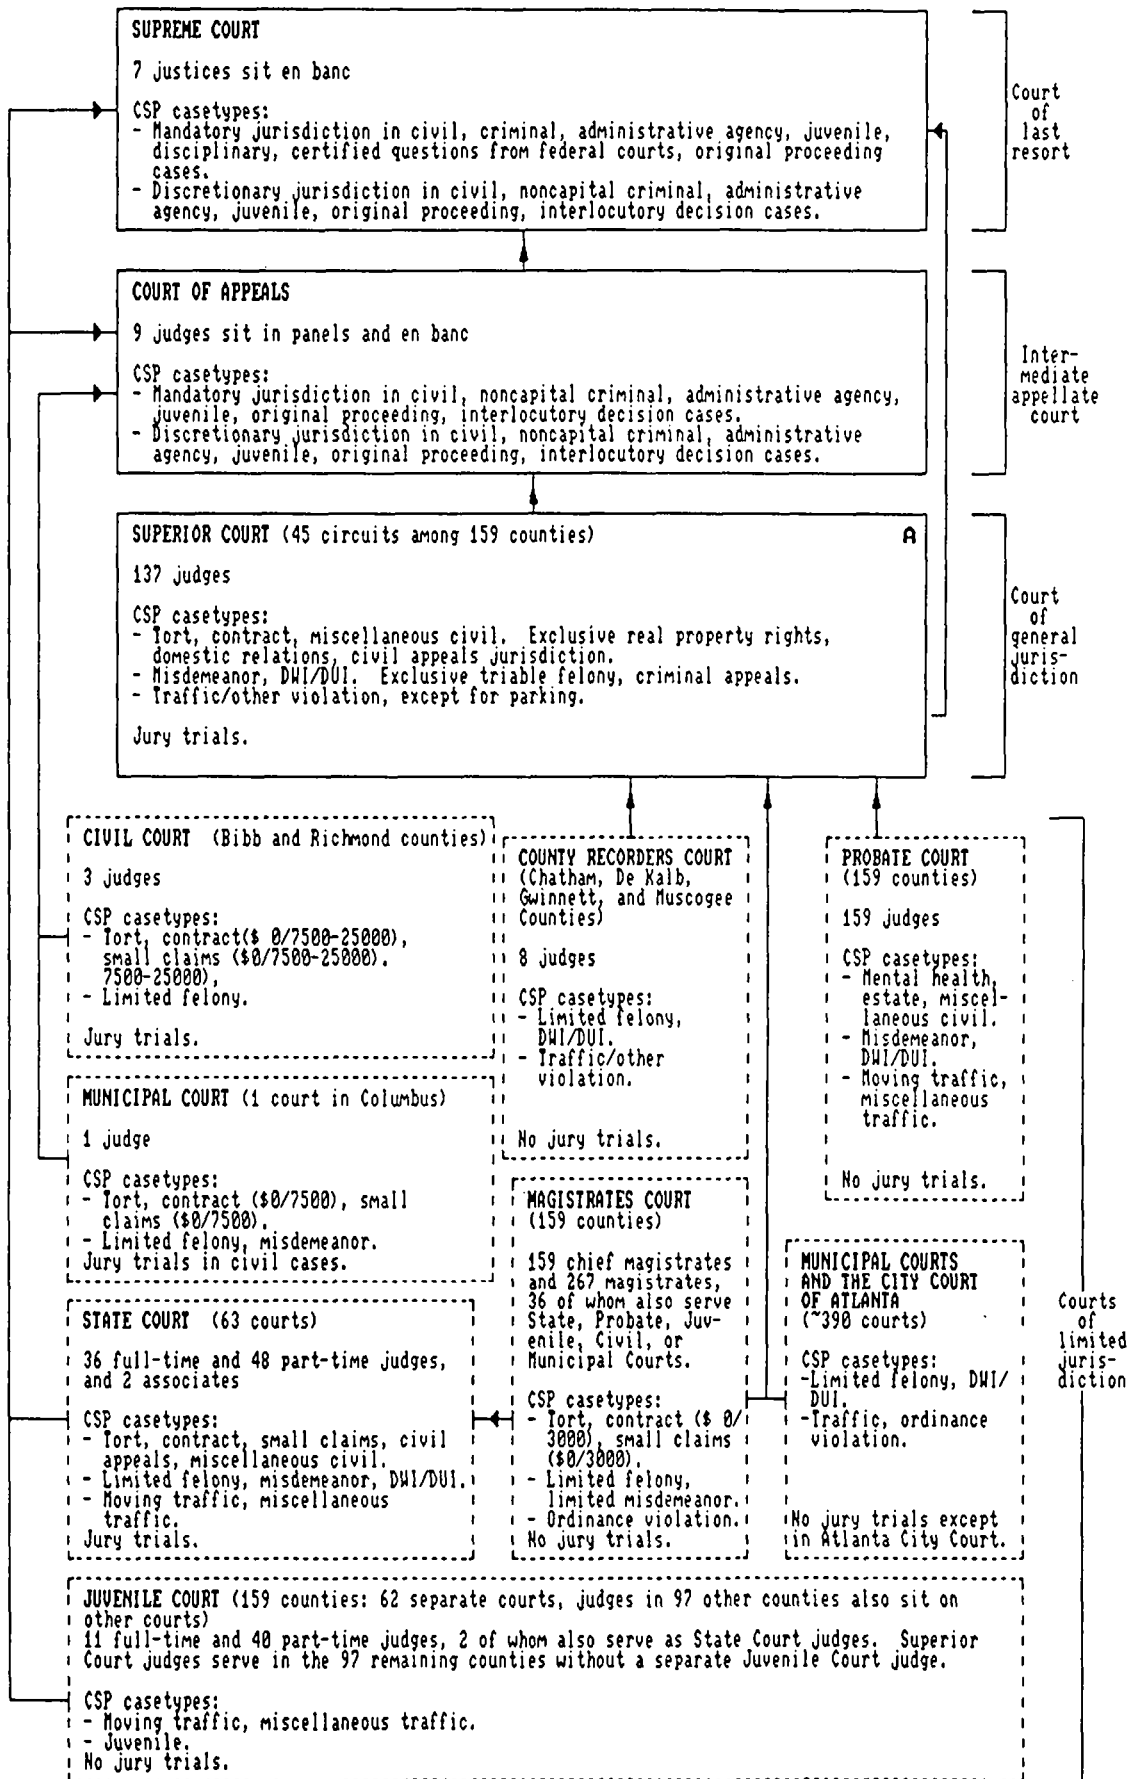 SUPREME COURT
7 justices sit en banc
CSP casetypes:
- Mandatory jurisdiction in civil, criminal, administrative agency, juvenile,
disciplinary, certified questions from federal courts, original proceeding
cases.
- Discretionary jurisdiction in civil, noncapital criminal, administrative
agency, juvenile, original proceeding, interlocutory decision cases.
Court
of
last
resort
COURT OF APPEALS
9 judges sit in panels and en banc
CSP casetypes:
- Mandatory jurisdiction in civil, noncapital criminal, administrative agency,
juvenile, original proceeding, interlocutory decision cases.
- Discretionary jurisdiction in civil, noncapital criminal, administrative
agency, juvenile, original proceeding, interlocutory decision cases.
Inter-
mediate
appellate
court
SUPERIOR COURT (45 circuits among 159 counties)
A
137 judges
CSP casetypes:
- Tort, contract, miscellaneous civil. Exclusive real property rights,
domestic relations, civil appeals jurisdiction.
- Misdemeanor, DWI/DUI. Exclusive triable felony, criminal appeals.
- Traffic/other violation, except for parking.
Jury trials.
Court
of
general
juris-
diction
CIVIL COURT (Bibb and Richmond counties)
3 judges
CSP casetypes:
- Tort, contract($ 0/7500-25000),
small claims ($0/7500-25000).
7500-25000),
- Limited felony.
Jury trials.
COUNTY RECORDERS COURT
(Chatham, De Kalb,
Gwinnett, and Muscogee
Counties)
8 judges
CSP casetypes:
- Limited felony,
DWI/DUI.
- Traffic/other
violation.
No jury trials.
PROBATE COURT
(159 counties)
159 judges
CSP casetypes:
- Mental health,
estate, miscel-
laneous civil.
- Misdemeanor,
DWI/DUI.
- Moving traffic,
miscellaneous
traffic.
No jury trials.
MUNICIPAL COURT (1 court in Columbus)
1 judge
CSP casetypes:
- Tort, contract ($0/7500), small
claims ($0/7500).
- Limited felony, misdemeanor.
Jury trials in civil cases.
MAGISTRATES COURT
(159 counties)
159 chief magistrates
and 267 magistrates,
36 of whom also serve
State, Probate, Juv-
enile, Civil, or
Municipal Courts.
CSP casetypes:
- Tort, contract ($ 0/
3000), small claims
($0/3000).
- Limited felony,
limited misdemeanor.
- Ordinance violation.
No jury trials.
MUNICIPAL COURTS
AND THE CITY COURT
OF ATLANTA
(~390 courts)
CSP casetypes:
-Limited felony, DWI/
DUI.
-Traffic, ordinance
violation.
No jury trials except
in Atlanta City Court.
STATE COURT (63 courts)
36 full-time and 48 part-time judges,
and 2 associates
CSP casetypes:
- Tort, contract, small claims, civil
appeals, miscellaneous civil.
- Limited felony, misdemeanor, DWI/DUI.
- Moving traffic, miscellaneous
traffic.
Jury trials.
Courts
of
limited
juris-
diction
JUVENILE COURT (159 counties: 62 separate courts, judges in 97 other counties also sit on
other courts)
11 full-time and 40 part-time judges, 2 of whom also serve as State Court judges. Superior
Court judges serve in the 97 remaining counties without a separate Juvenile Court judge.
CSP casetypes:
- Moving traffic, miscellaneous traffic.
- Juvenile.
No jury trials.